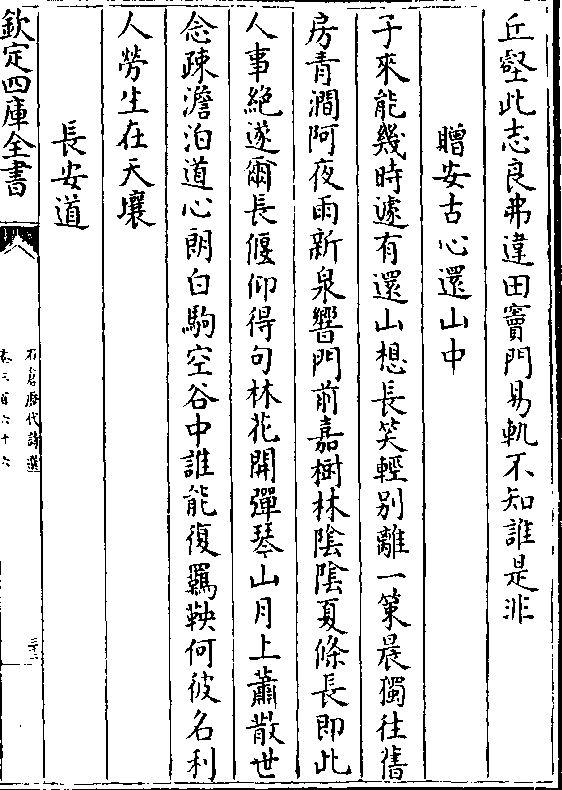 丘壑此志良弗違田竇門易軌不知誰是非
贈安古心還山中
子來能幾時遽有還山想長笑輕別離一策晨獨往舊
房青澗阿夜雨新泉響門前嘉樹林陰陰夏條長即此
人事絶遂爾長偃仰得句林花開彈琴山月上蕭散世
念疎澹泊道心朗白駒空谷中誰能復羈鞅何彼名利
人勞生在天壤
長安道
欽定四庫全書
石倉歷代詩選
卷三百六十六
三十二